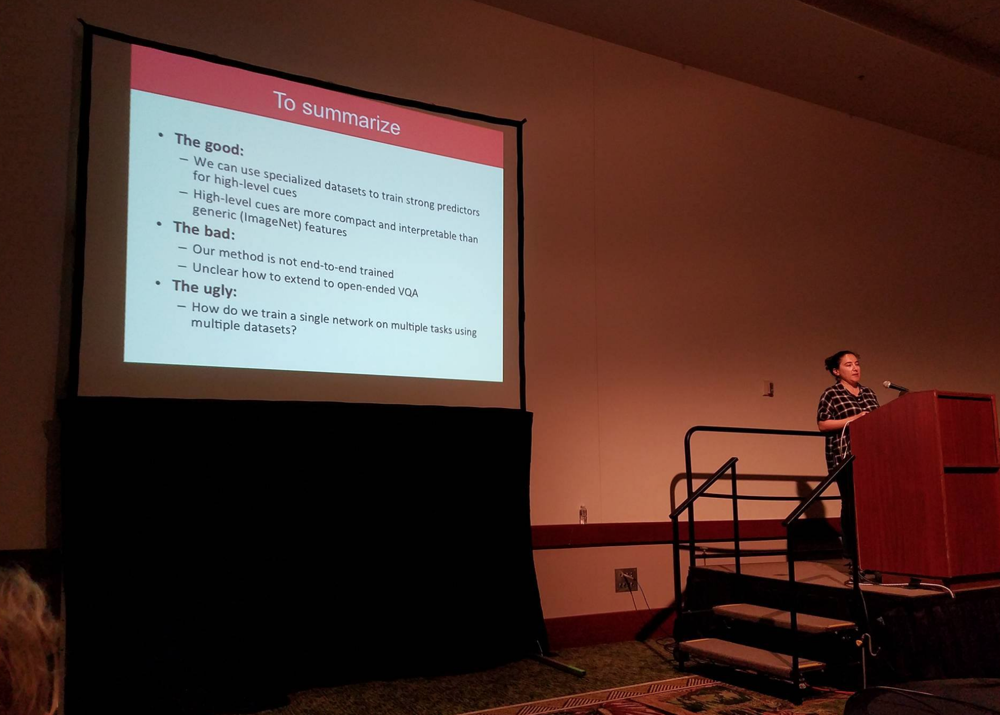 To summarize
• The good:
– We can use specialized datasets to train strong predictors
for high-level cues
– High-level cues are more compact and interpretable than
generic (ImageNet) features
• The bad:
– Our method is not end-to-end trained
– Unclear how to extend to open-ended VQA
• The ugly:
– How do we train a single network on multiple tasks using
multiple datasets?